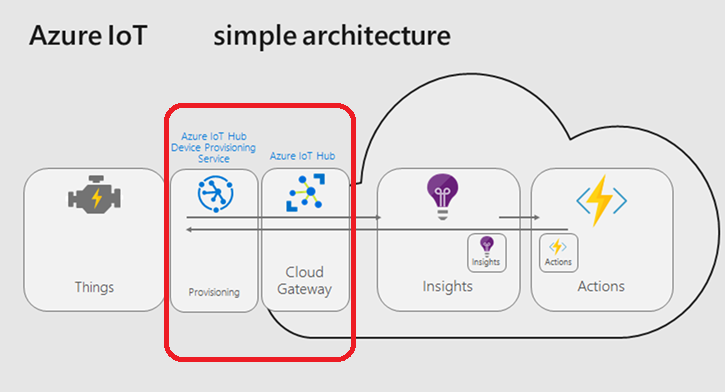 Azure IoT simple architecture
Azure IoT Hub
Device Provisioning
Service
Azure IoT Hub
Things
Provisioning
Cloud
Gateway
Insights
Insights
Actions
Actions